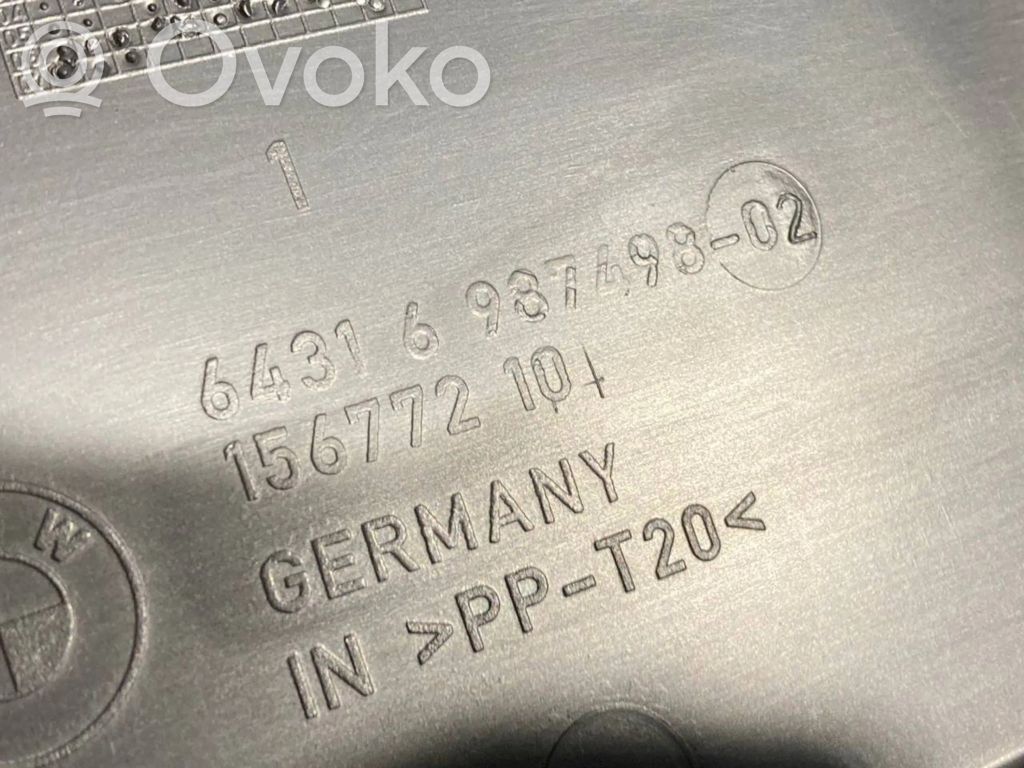 Ovoko
1
6431 6 987498-02
156772 10
GERMANY
IN >PP-T20<
W